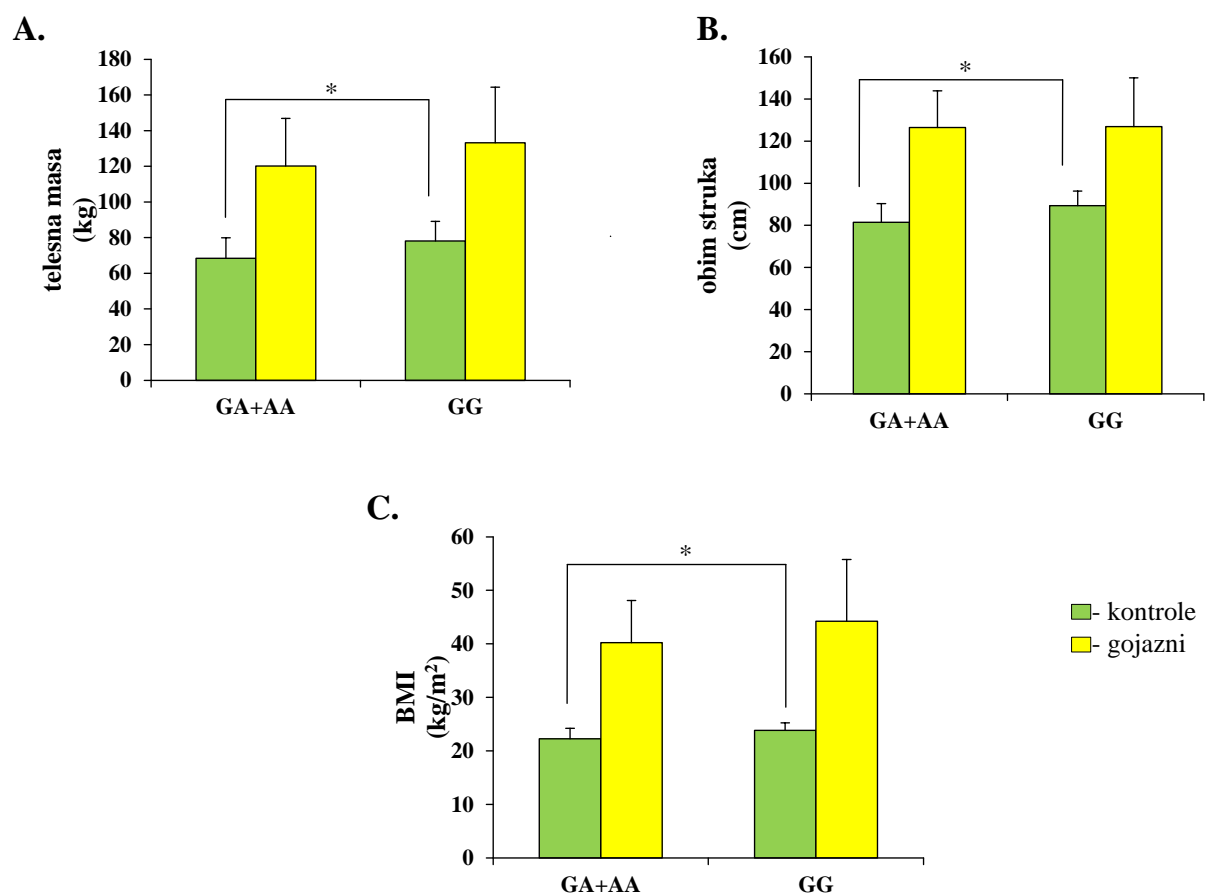 A.
telesna masa
(kg)
180
160
140
120
100
80
60
40
20
0
*
GA+AA GG
B.
obim struka
(cm)
160
140
120
100
80
60
40
20
0
*
GA+AA GG
C.
BMI
(kg/m²)
60
50
40
30
20
10
0
*
GA+AA GG
- kontrole
- gojazni